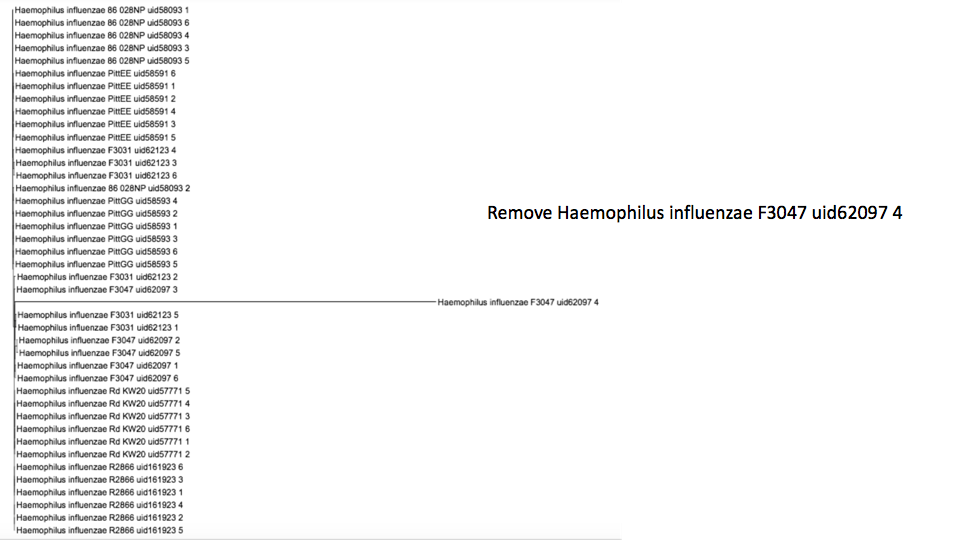 Haemophilus influenzae 86 028NP uid58093 1
Haemophilus influenzae 86 028NP uid58093 6
Haemophilus influenzae 86 028NP uid58093 4
Haemophilus influenzae 86 028NP uid58093 3
Haemophilus influenzae 86 028NP uid58093 5
Haemophilus influenzae PittEE uid58591 6
Haemophilus influenzae PittEE uid58591 1
Haemophilus influenzae PittEE uid58591 2
Haemophilus influenzae PittEE uid58591 4
Haemophilus influenzae PittEE uid58591 3
Haemophilus influenzae PittEE uid58591 5
Haemophilus influenzae F3031 uid62123 4
Haemophilus influenzae F3031 uid62123 3
Haemophilus influenzae F3031 uid62123 6
Haemophilus influenzae 86 028NP uid58093 2
Haemophilus influenzae PittGG uid58593 4
Haemophilus influenzae PittGG uid58593 2
Haemophilus influenzae PittGG uid58593 1
Haemophilus influenzae PittGG uid58593 3
Haemophilus influenzae PittGG uid58593 6
Haemophilus influenzae PittGG uid58593 5
Haemophilus influenzae F3031 uid62123 2
Haemophilus influenzae F3047 uid62097 3
Haemophilus influenzae F3047 uid62097 4
Haemophilus influenzae F3031 uid62123 5
Haemophilus influenzae F3031 uid62123 1
Haemophilus influenzae F3047 uid62097 2
Haemophilus influenzae F3047 uid62097 5
Haemophilus influenzae F3047 uid62097 1
Haemophilus influenzae F3047 uid62097 6
Haemophilus influenzae Rd KW20 uid57771 5
Haemophilus influenzae Rd KW20 uid57771 4
Haemophilus influenzae Rd KW20 uid57771 3
Haemophilus influenzae Rd KW20 uid57771 6
Haemophilus influenzae Rd KW20 uid57771 1
Haemophilus influenzae Rd KW20 uid57771 2
Haemophilus influenzae R2866 uid161923 6
Haemophilus influenzae R2866 uid161923 3
Haemophilus influenzae R2866 uid161923 1
Haemophilus influenzae R2866 uid161923 4
Haemophilus influenzae R2866 uid161923 2
Haemophilus influenzae R2866 uid161923 5
Remove Haemophilus influenzae F3047 uid62097 4